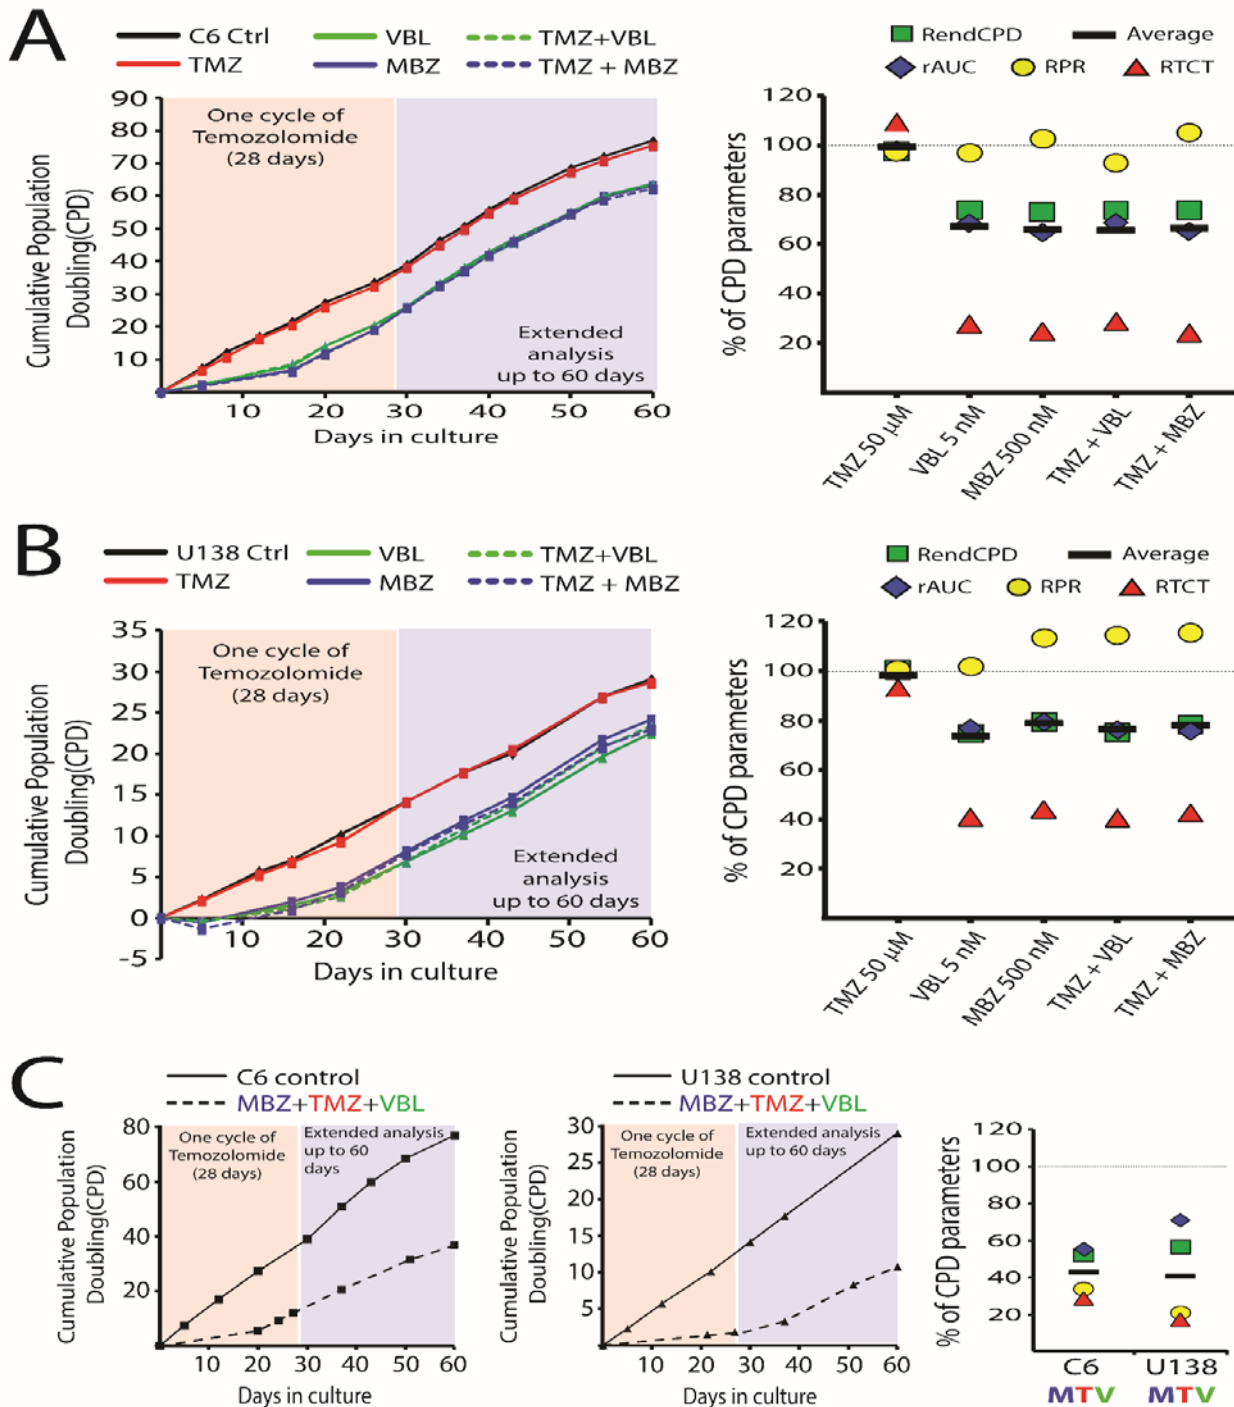 A
C6 Ctrl
VBL
TMZ+VBL
TMZ
MBZ
TMZ + MBZ
Cumulative Population
Doubling(CPD)
90
80
70
60
50
40
30
20
10
One cycle of
Temozolomide
(28 days)
Extended
analysis
up to 60 days
10 20 30 40 50 60
Days in culture
RendCPD
Average
rAUC
RPR
RTCT
% of CPD parameters
120
100
80
60
40
20
TMZ 50 µM
VBL 5 nM
MBZ 500 nM
TMZ + VBL
TMZ + MBZ
B
U138 Ctrl
VBL
TMZ+VBL
TMZ
MBZ
TMZ + MBZ
Cumulative Population
Doubling(CPD)
35
30
25
20
15
10
5
0
-5
One cycle of
Temozolomide
(28 days)
Extended
analysis
up to 60 days
10 20 30 40 50 60
Days in culture
RendCPD
Average
rAUC
RPR
RTCT
% of CPD parameters
120
100
80
60
40
20
TMZ 50 µM
VBL 5 nM
MBZ 500 nM
TMZ + VBL
TMZ + MBZ
C
C6 control
MBZ+TMZ+VBL
Cumulative Population
Doubling(CPD)
80
60
40
20
One cycle of
Temozolomide
(28 days)
Extended analysis
up to 60
days
0 10 20 30 40 50 60
Days in culture
U138 control
MBZ+TMZ+VBL
Cumulative Population
Doubling(CPD)
30
25
20
15
10
5
One cycle of
Temozolomide
(28 days)
Extended analysis
up to 60 days
0 10 20 30 40 50 60
Days in culture
% of CPD parameters
120
100
80
60
40
20
C6 U138
MTV MTV